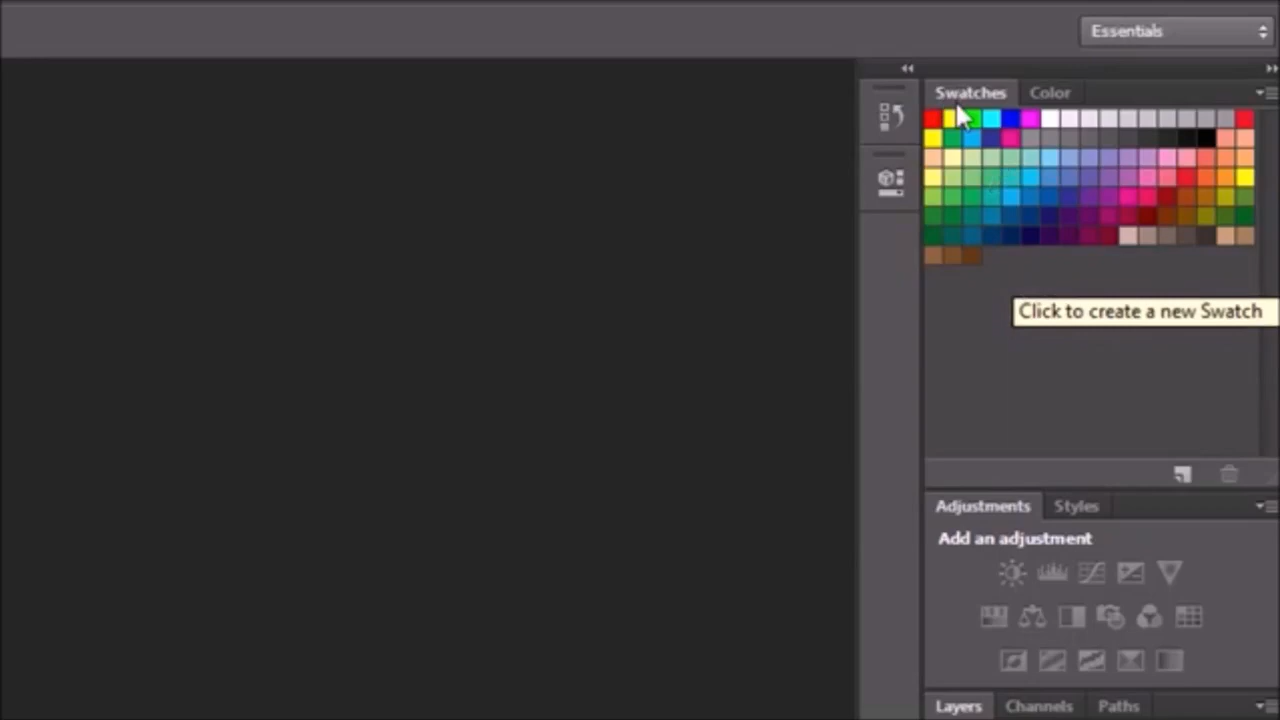 Essentials
Swatches Color
Click to create a new Swatch
Adjustments Styles
Add an adjustment
Layers Channels Paths